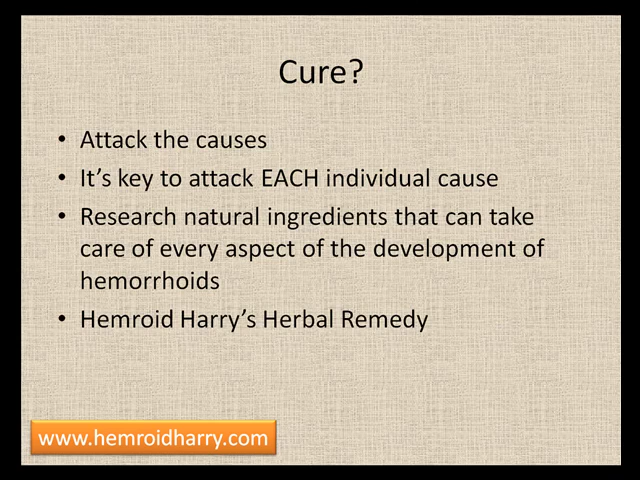 Cure?
• Attack the causes
• It's key to attack EACH individual cause
• Research natural ingredients that can take
care of every aspect of the development of
hemorrhoids
• Hemroid Harry's Herbal Remedy
www.hemroidharry.com